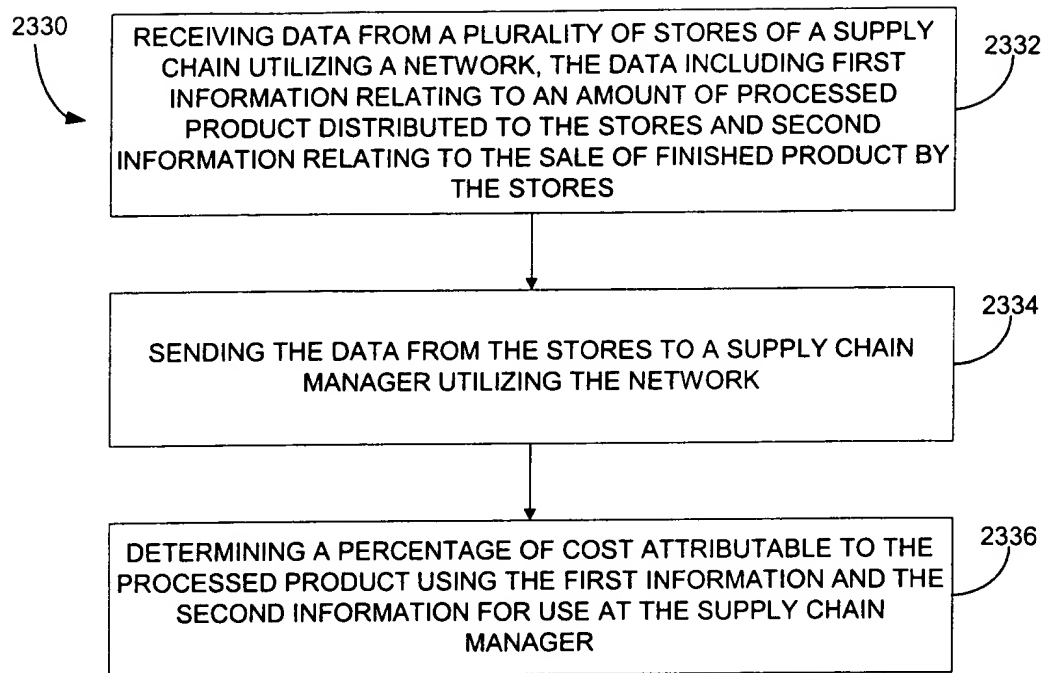 2330
RECEIVING DATA FROM A PLURALITY OF STORES OF A SUPPLY
CHAIN UTILIZING A NETWORK, THE DATA INCLUDING FIRST
INFORMATION RELATING TO AN AMOUNT OF PROCESSED
PRODUCT DISTRIBUTED TO THE STORES AND SECOND
INFORMATION RELATING TO THE SALE OF FINISHED PRODUCT BY
THE STORES
2332
SENDING THE DATA FROM THE STORES TO A SUPPLY CHAIN
MANAGER UTILIZING THE NETWORK
2334
DETERMINING A PERCENTAGE OF COST ATTRIBUTABLE TO THE
PROCESSED PRODUCT USING THE FIRST INFORMATION AND THE
SECOND INFORMATION FOR USE AT THE SUPPLY CHAIN
MANAGER
2336